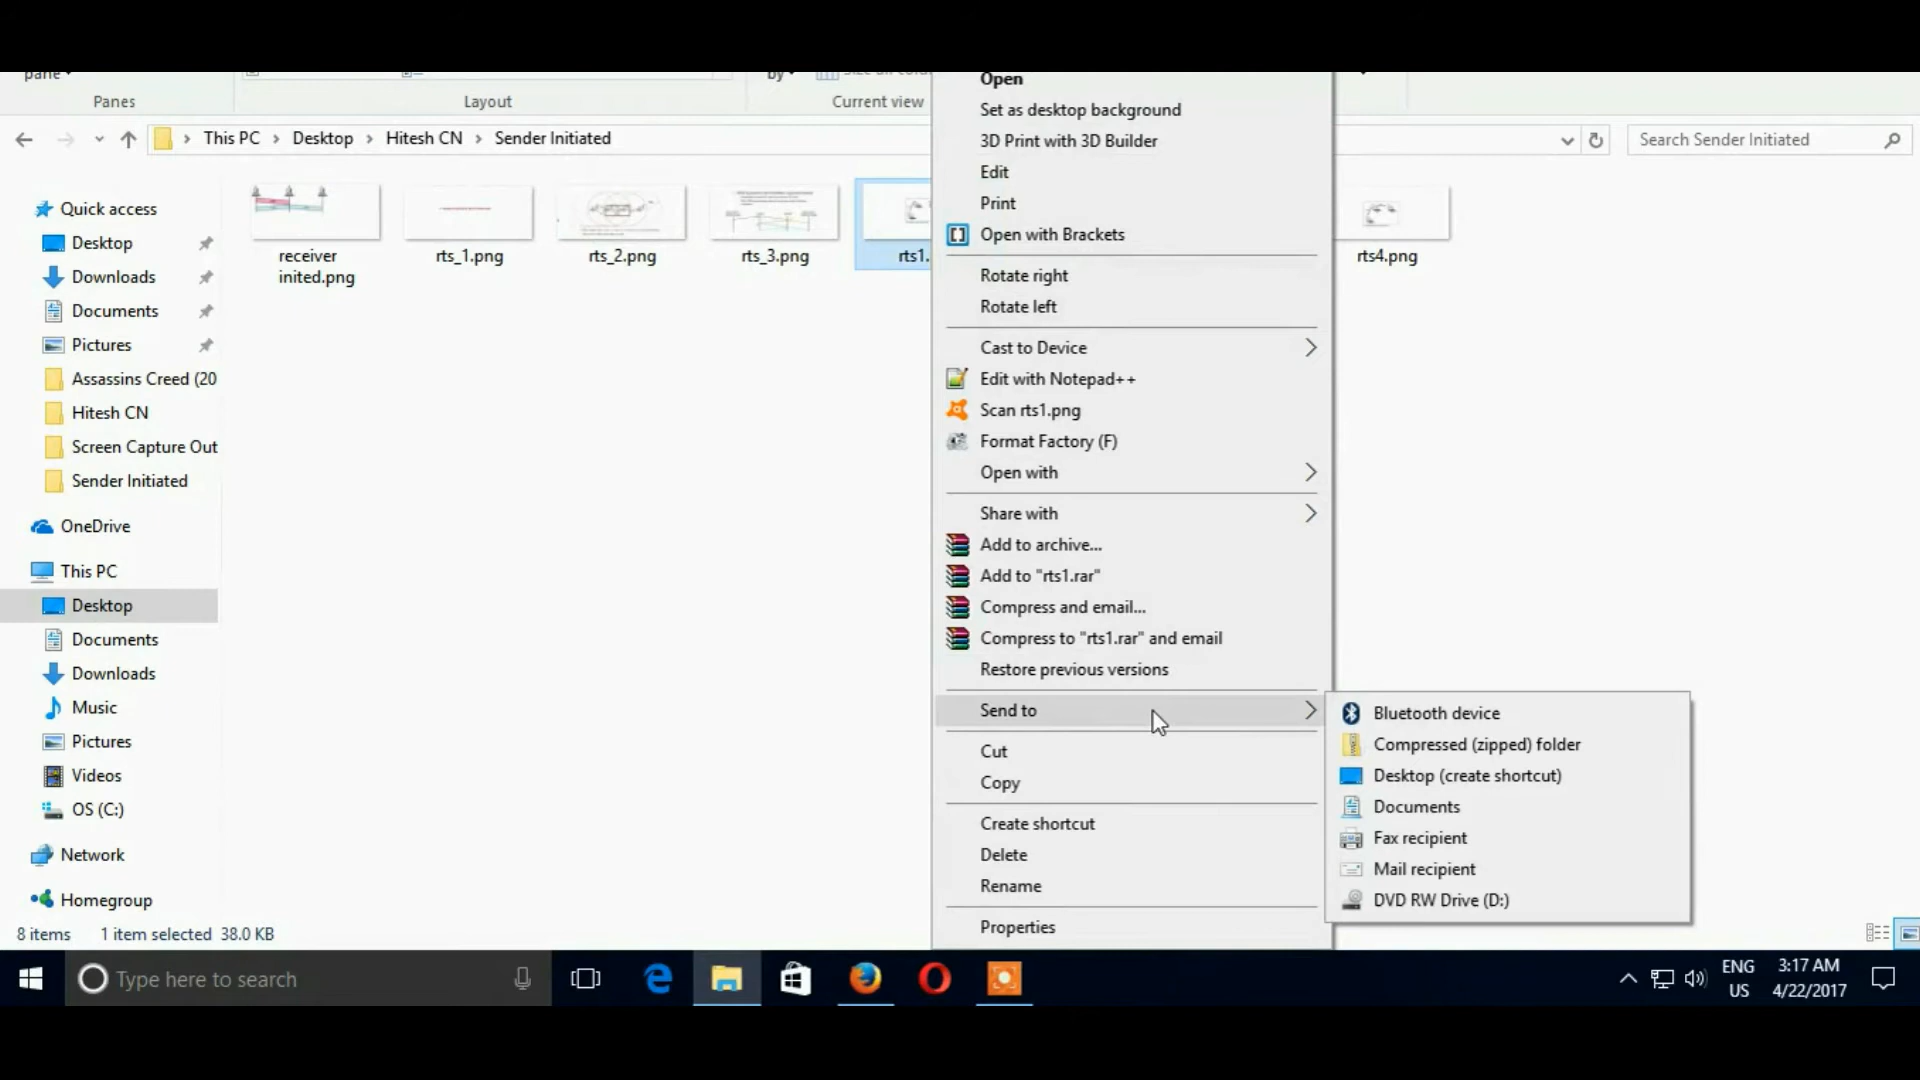 pane
by
Open
Panes
Layout
Current view
Set as desktop background
3D Print with 3D Builder
This PC
Desktop
Hitesh CN
Sender Initiated
Search Sender Initiated
Edit
Print
Open with Brackets
Rotate right
Rotate left
Cast to Device
Edit with Notepad++
Scan rts1.png
Format Factory (F)
Open with
Share with
Add to archive...
Add to "rts1.rar"
Compress and email...
Compress to "rts1.rar" and email
Restore previous versions
Send to
Cut
Copy
Create shortcut
Delete
Rename
Properties
Bluetooth device
Compressed (zipped) folder
Desktop (create shortcut)
Documents
Fax recipient
Mail recipient
DVD RW Drive (D:)
receiver
inited.png
rts_1.png
rts_2.png
rts_3.png
rts1.
rts4.png
Quick access
Desktop
Downloads
Documents
Pictures
Assassins Creed (20
Hitesh CN
Screen Capture Out
Sender Initiated
OneDrive
This PC
Desktop
Documents
Downloads
Music
Pictures
Videos
OS (C:)
Network
Homegroup
8 items 1 item selected 38.0 KB
Type here to search
ENG
US
3:17 AM
4/22/2017